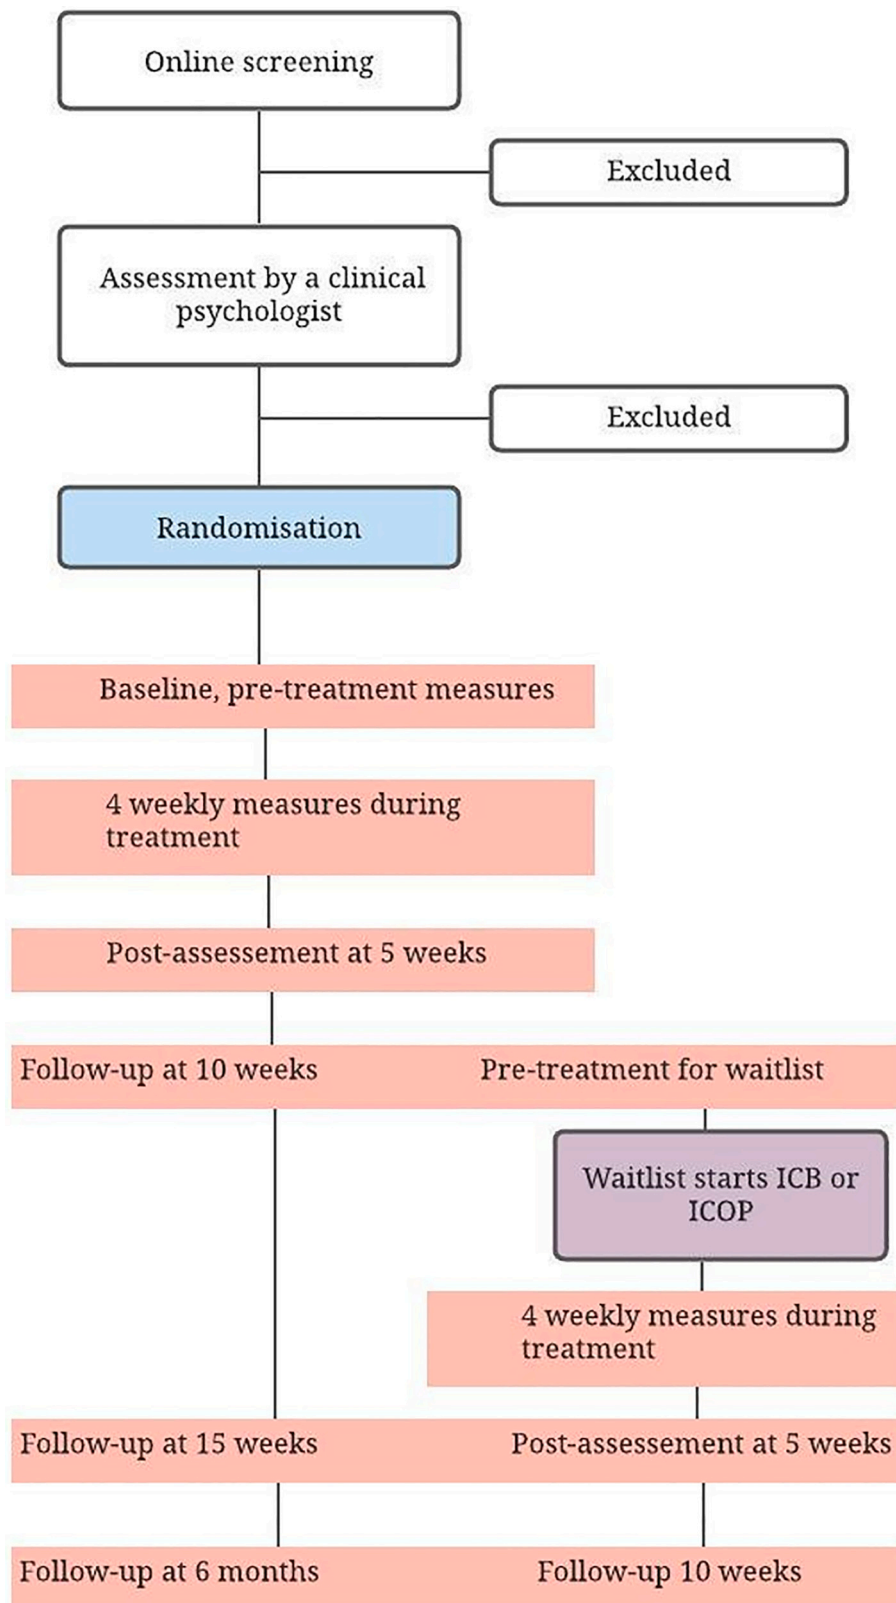 Online screening
Excluded
Assessment by a clinical
psychologist
Excluded
Randomisation
Baseline, pre-treatment measures
4 weekly measures during
treatment
Post-assessement at 5 weeks
Follow-up at 10 weeks
Pre-treatment for waitlist
Waitlist starts ICB or
ICOP
4 weekly measures during
treatment
Follow-up at 15 weeks
Post-assessement at 5 weeks
Follow-up at 6 months
Follow-up 10 weeks